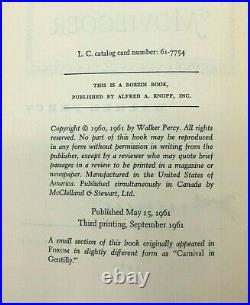 L. C. catalog card number: 61-7754
THIS IS A BORZOI BOOK,
PUBLISHED BY ALFRED A. KNOPF, INC.
Copyright © 1960, 1961 by Walker Percy. All rights
reserved. No part of this book may be reproduced
in any form without permission in writing from the
publisher, except by a reviewer who may quote brief
passages in a review to be printed in a magazine or
newspaper. Manufactured in the United States of
America. Published simultaneously in Canada by
McClelland & Stewart, Ltd.
Published May 15, 1961
Third printing, September 1961
A small section of this book originally appeared in
FORUM in slightly different form as "Carnival in
Gentilly."
picturehistory.com